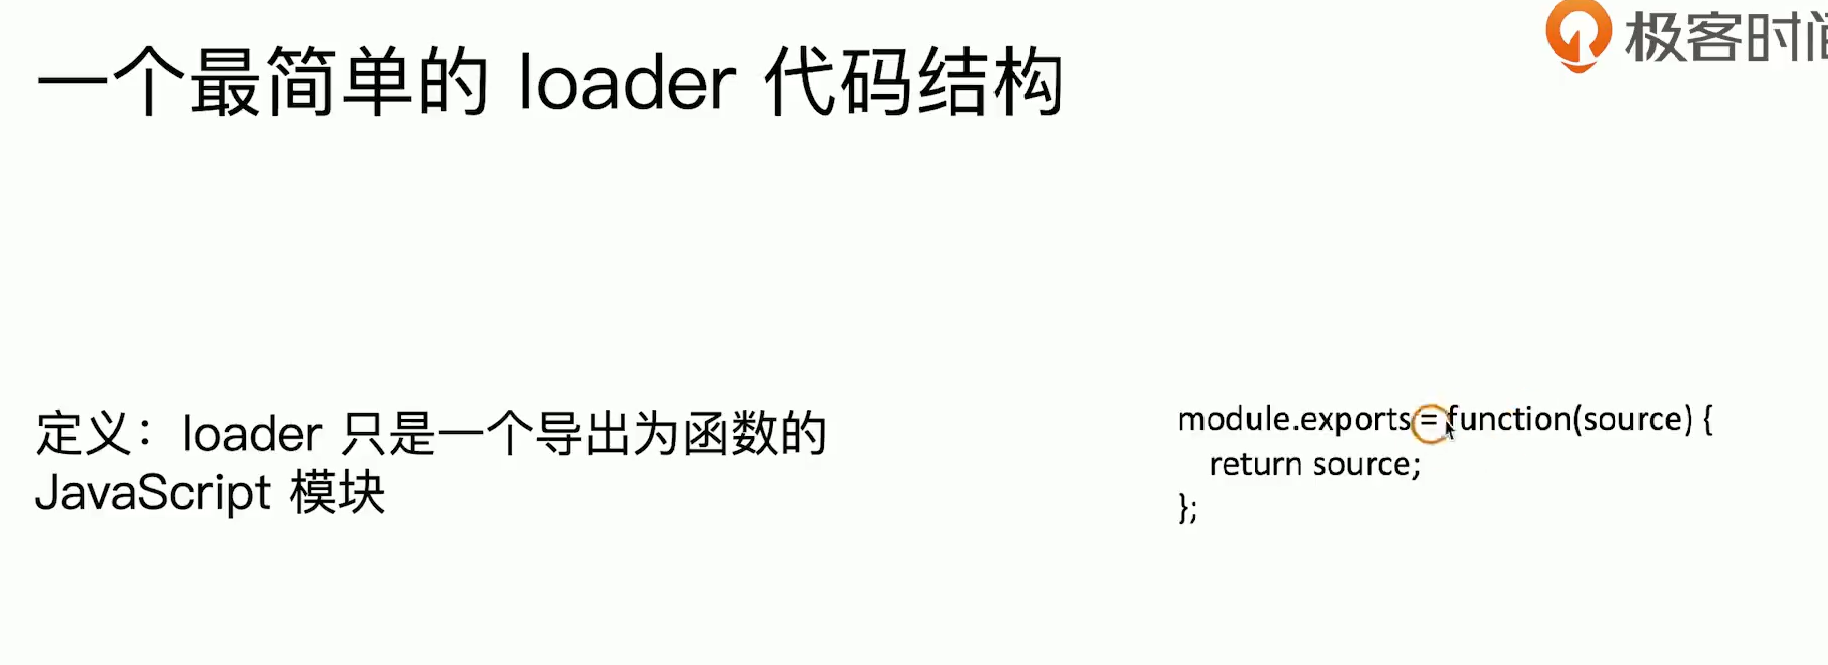 极客时间
一个最简单的 loader 代码结构
定义：loader 只是一个导出为函数的
JavaScript 模块
module.exports = function(source) {
return source;
};